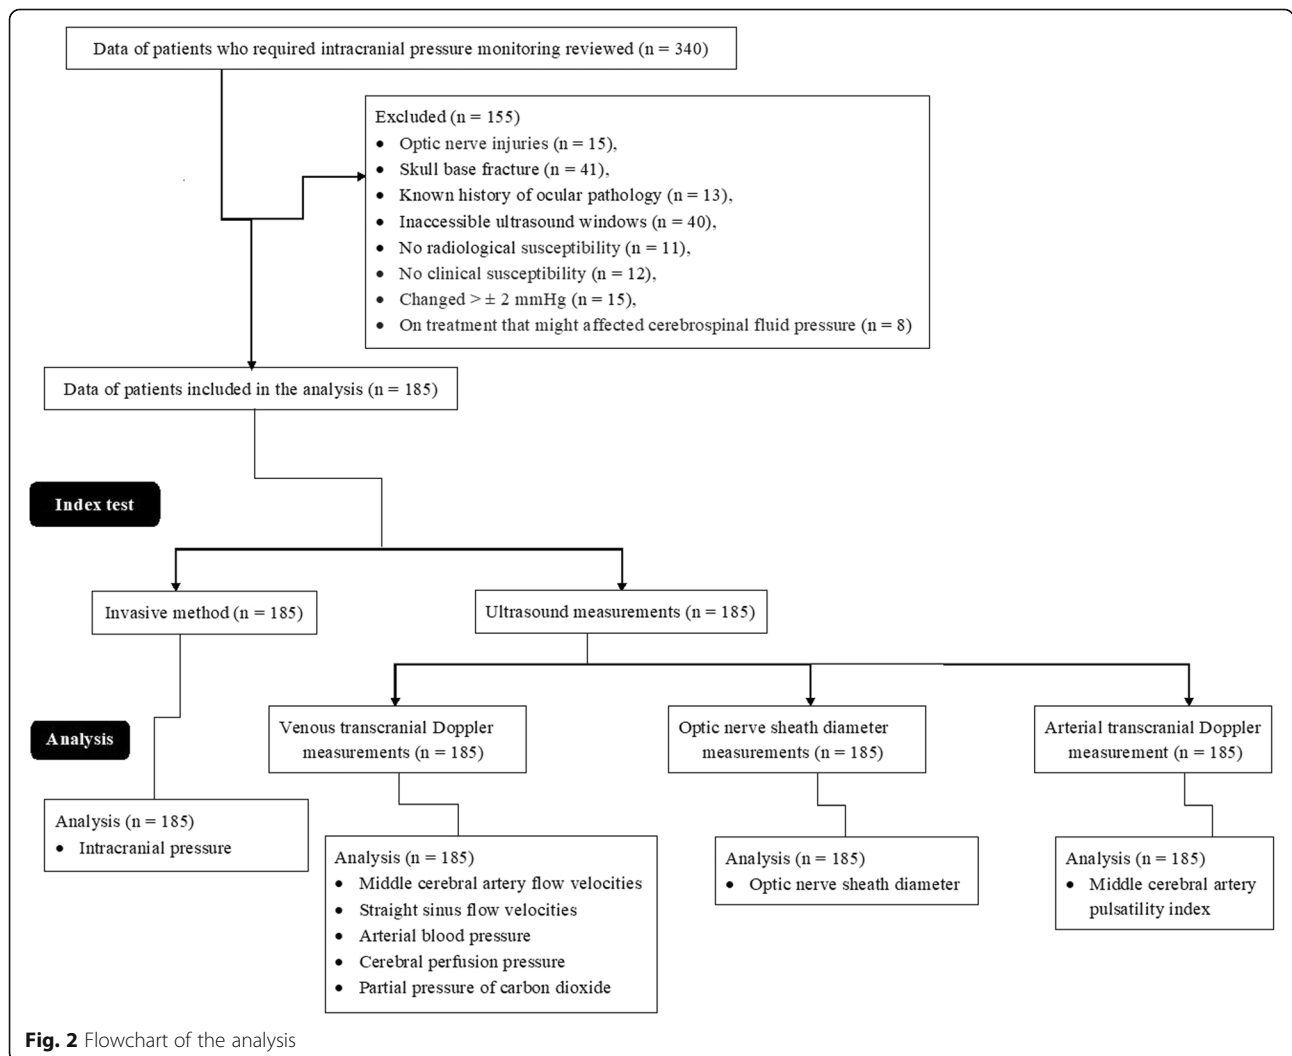 Data of patients who required intracranial pressure monitoring reviewed (n = 340)
Excluded (n = 155)
• Optic nerve injuries (n = 15),
• Skull base fracture (n = 41),
• Known history of ocular pathology (n = 13),
• Inaccessible ultrasound windows (n = 40),
• No radiological susceptibility (n = 11),
• No clinical susceptibility (n = 12),
• Changed > ± 2 mmHg (n = 15),
• On treatment that might affected cerebrospinal fluid pressure (n = 8)
Data of patients included in the analysis (n = 185)
Index test
Invasive method (n = 185)
Ultrasound measurements (n = 185)
Analysis
Venous transcranial Doppler
measurements (n = 185)
Optic nerve sheath diameter
measurements (n = 185)
Arterial transcranial Doppler
measurement (n = 185)
Analysis (n = 185)
• Intracranial pressure
Analysis (n = 185)
• Middle cerebral artery flow velocities
• Straight sinus flow velocities
• Arterial blood pressure
• Cerebral perfusion pressure
• Partial pressure of carbon dioxide
Analysis (n = 185)
• Optic nerve sheath diameter
Analysis (n = 185)
• Middle cerebral artery
pulsatility index
Fig. 2 Flowchart of the analysis